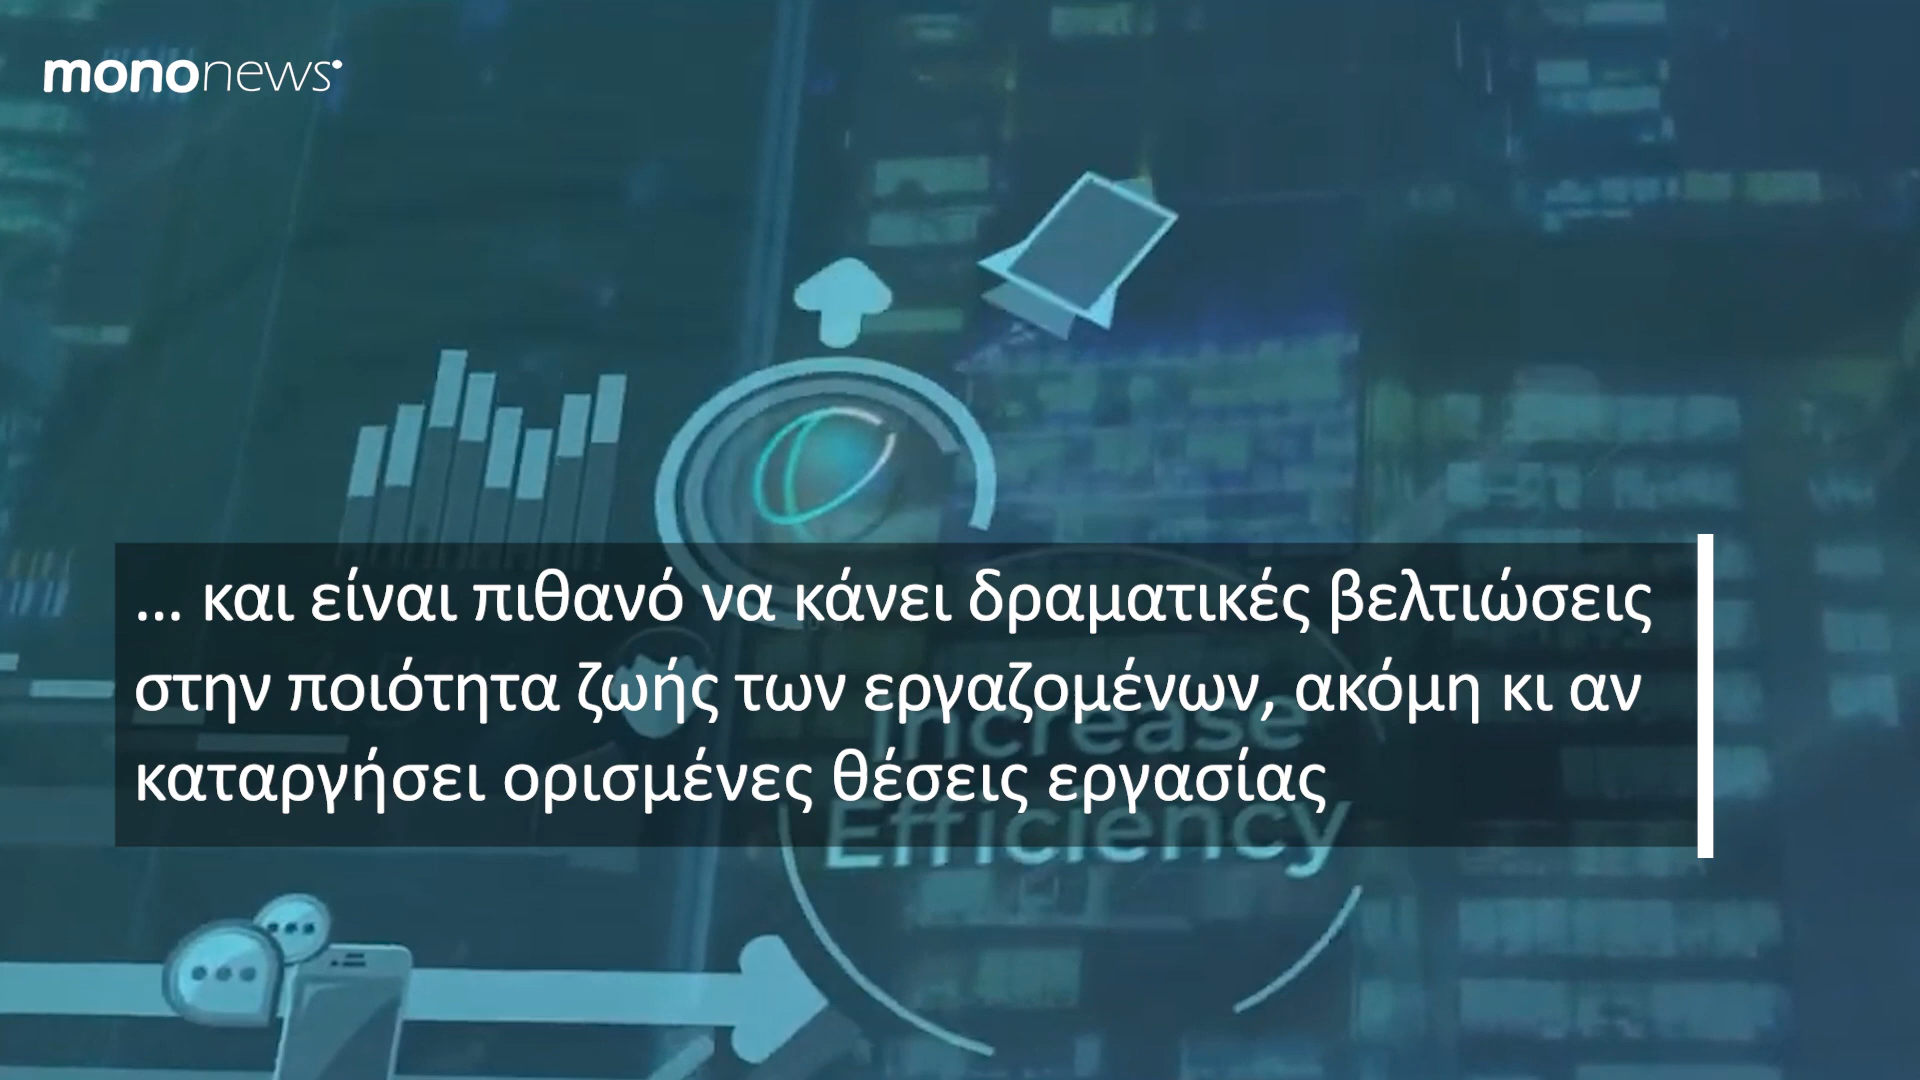 mononews
... και είναι πιθανό να κάνει δραματικές βελτιώσεις
στην ποιότητα ζωής των εργαζομένων, ακόμη κι αν
καταργήσει ορισμένες θέσεις εργασίας
Increase
Efficiency